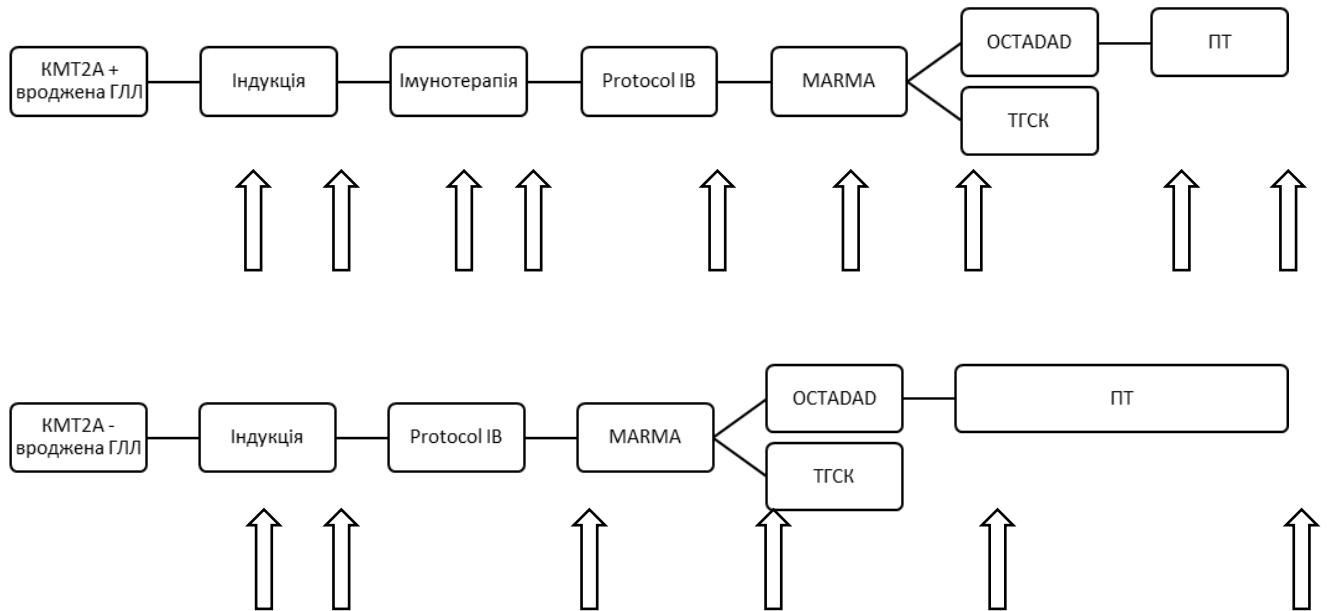 КМТ2А +
вроджена ГЛЛ
Індукція
Імунотерапія
Protocol IB
MARMA
OCTADAD
ТГСК
ПТ
КМТ2А -
вроджена ГЛЛ
Індукція
Protocol IB
MARMA
OCTADAD
ТГСК
ПТ